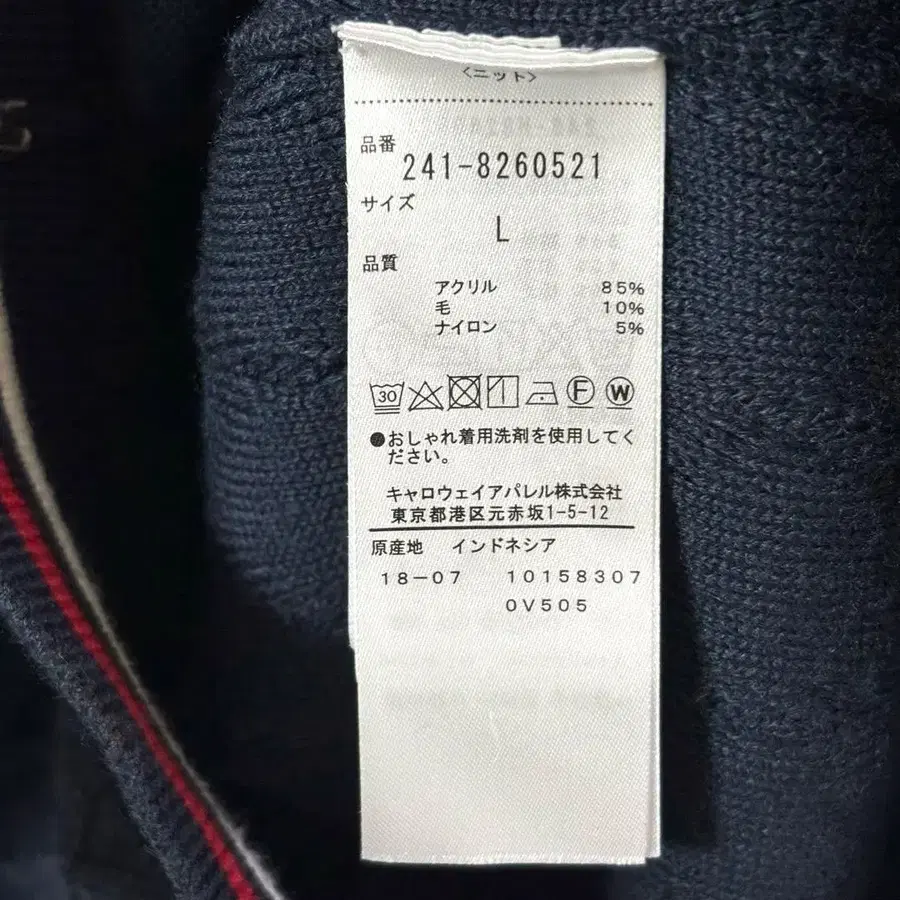 <ニット>
品番
241-8260521
サイズ
L
品質
アクリル 85%
毛 10%
ナイロン 5%
30 F W
●おしゃれ着用洗剤を使用してく
ださい。
キャロウェイアパレル株式会社
東京都港区元赤坂1-5-12
原産地 インドネシア
18-07 10158307
0V505